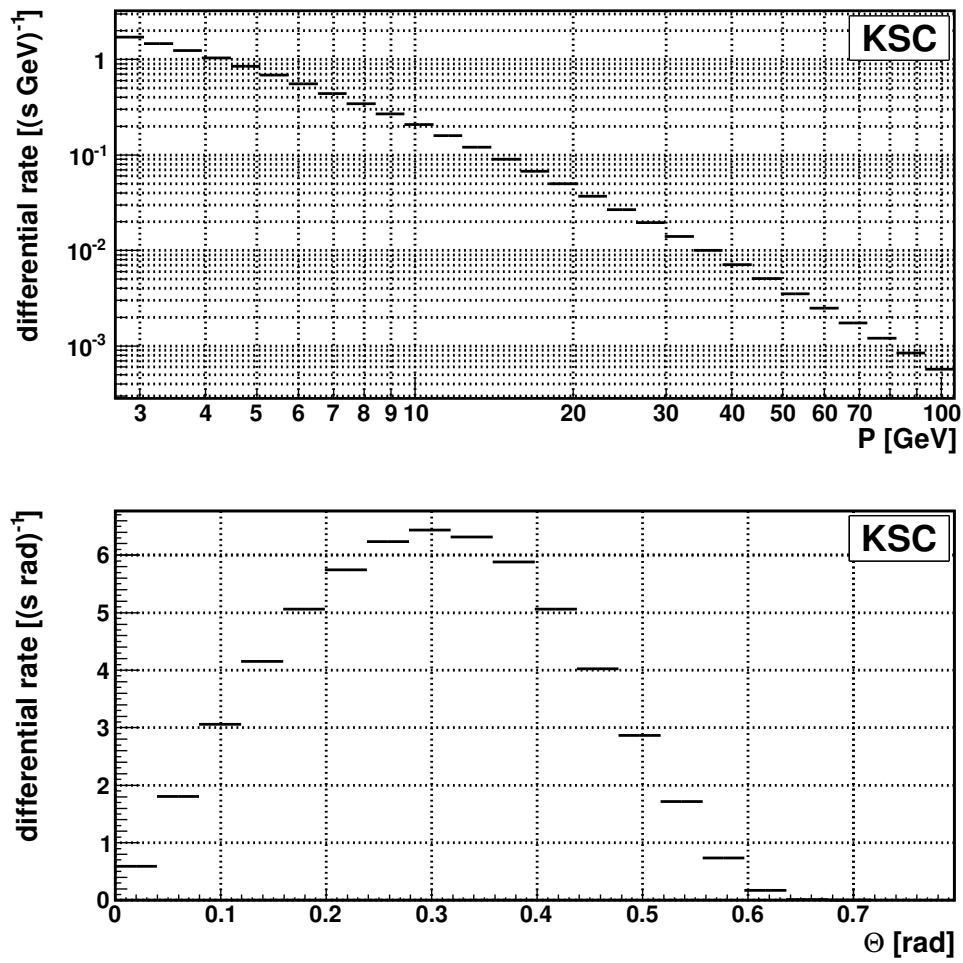 KSC
differential rate [(s GeV)⁻¹]
1
10⁻¹
10⁻²
10⁻³
3 4 5 6 7 8 9 10 20 30 40 50 60 70 100
P [GeV]
KSC
differential rate [(s rad)⁻¹]
6
5
4
3
2
1
0
0 0.1 0.2 0.3 0.4 0.5 0.6 0.7
Θ [rad]